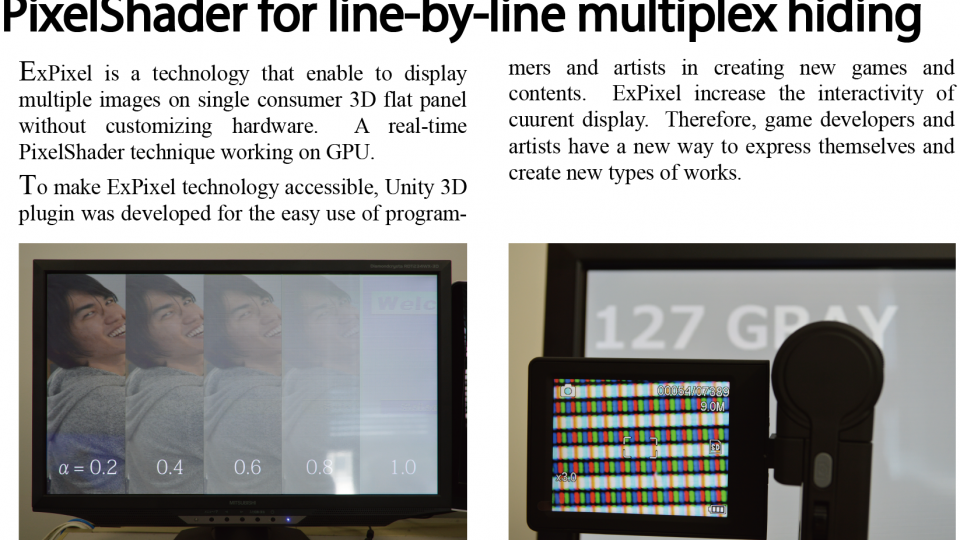 PixelShader for line-by-line multiplex hiding
ExPixel is a technology that enable to display
multiple images on single consumer 3D flat panel
without customizing hardware. A real-time
PixelShader technique working on GPU.
To make ExPixel technology accessible, Unity 3D
plugin was developed for the easy use of program-
mers and artists in creating new games and
contents. ExPixel increase the interactivity of
cuurent display. Therefore, game developers and
artists have a new way to express themselves and
create new types of works.
Welc
α = 0.2 0.4 0.6 0.8 1.0
127 GRAY
9.0M
x3.0